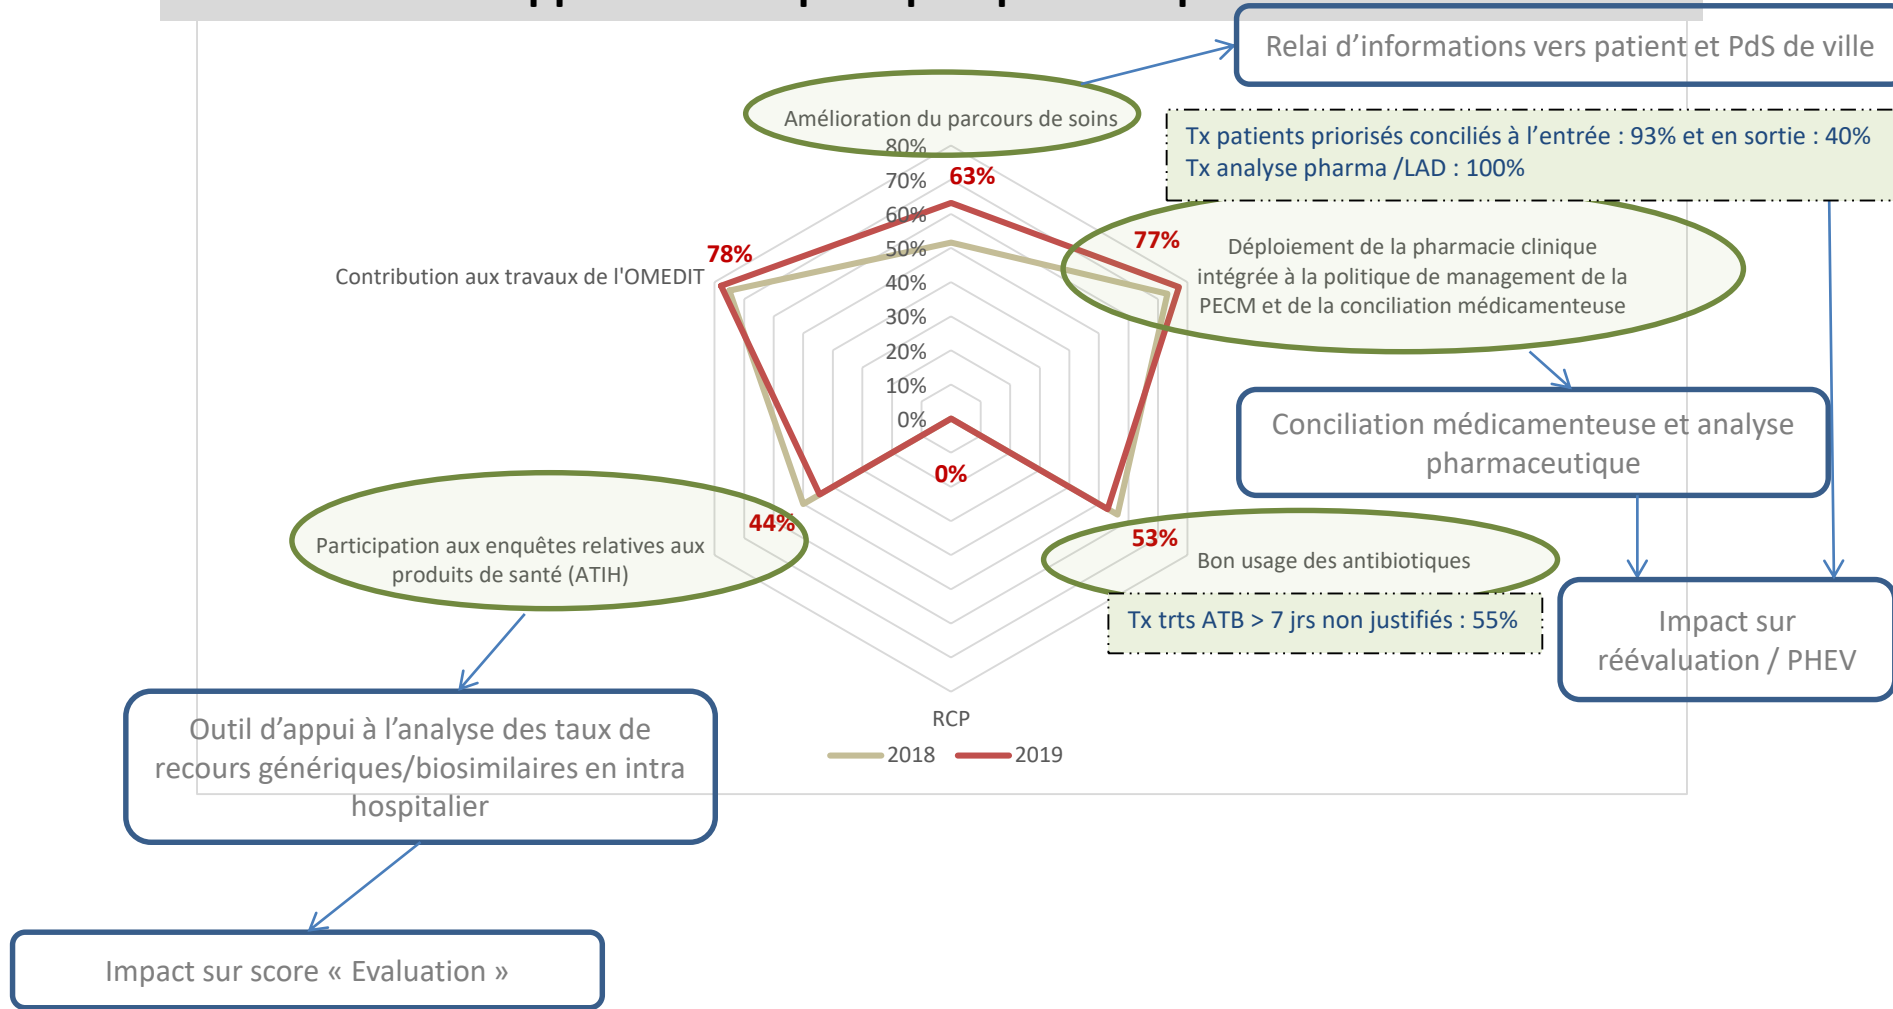 Relai d’informations vers patient et PdS de ville
Amélioration du parcours de soins
Tx patients priorisés conciliés à l’entrée : 93% et en sortie : 40%
Tx analyse pharma /LAD : 100%
80%
70%
60%
50%
40%
30%
20%
10%
0%
63%
77%
78%
Déploiement de la pharmacie clinique
intégrée à la politique de management de la
PECM et de la conciliation médicamenteuse
Contribution aux travaux de l'OMEDIT
Conciliation médicamenteuse et analyse
pharmaceutique
0%
44%
53%
Participation aux enquêtes relatives aux
produits de santé (ATIH)
Bon usage des antibiotiques
Tx trts ATB > 7 jrs non justifiés : 55%
Impact sur
réévaluation / PHEV
RCP
2018
2019
Outil d’appui à l’analyse des taux de
recours génériques/biosimilaires en intra
hospitalier
Impact sur score « Evaluation »